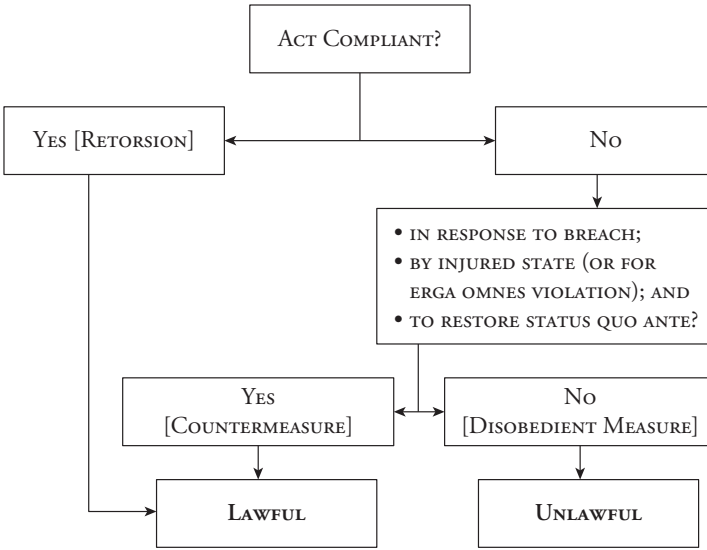 Act Compliant?
Yes [Retorsion]
No
• in response to breach;
• by injured state (or for
erga omnes violation); and
• to restore status quo ante?
Yes
[Countermeasure]
No
[Disobedient Measure]
Lawful
Unlawful